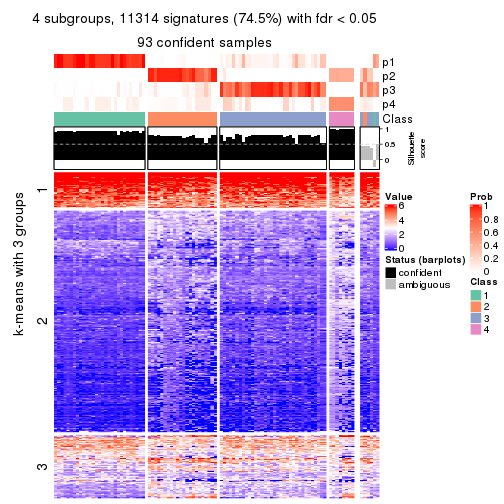 4 subgroups, 11314 signatures (74.5%) with fdr < 0.05
93 confident samples
p1
p2
p3
p4
Class
1
0.5
0
Silhouette
score
k-means with 3 groups
1
2
3
Value
6
4
2
0
Status (barplots)
confident
ambiguous
Prob
1
0.8
0.6
0.4
0.2
0
Class
1
2
3
4